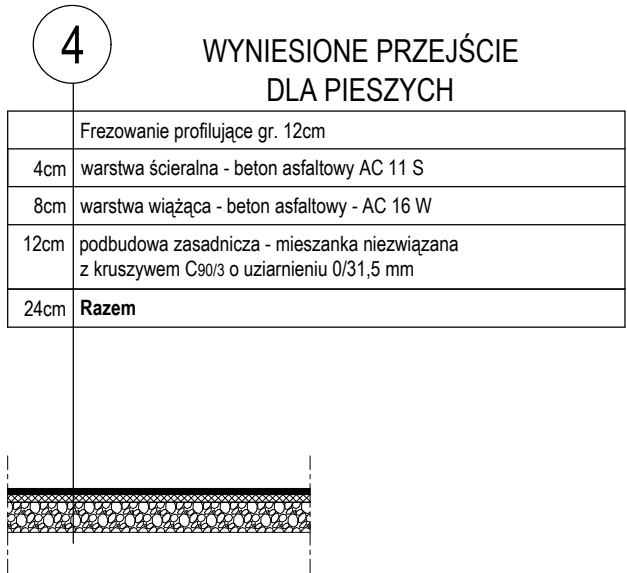 4
WYNIESIONE PRZEJŚCIE
DLA PIESZYCH
Frezowanie profilujące gr. 12cm
4cm warstwa ścieralna - beton asfaltowy AC 11 S
8cm warstwa wiążąca - beton asfaltowy - AC 16 W
12cm podbudowa zasadnicza - mieszanka niezwiązana
z kruszywem C90/3 o uziarnieniu 0/31,5 mm
24cm Razem